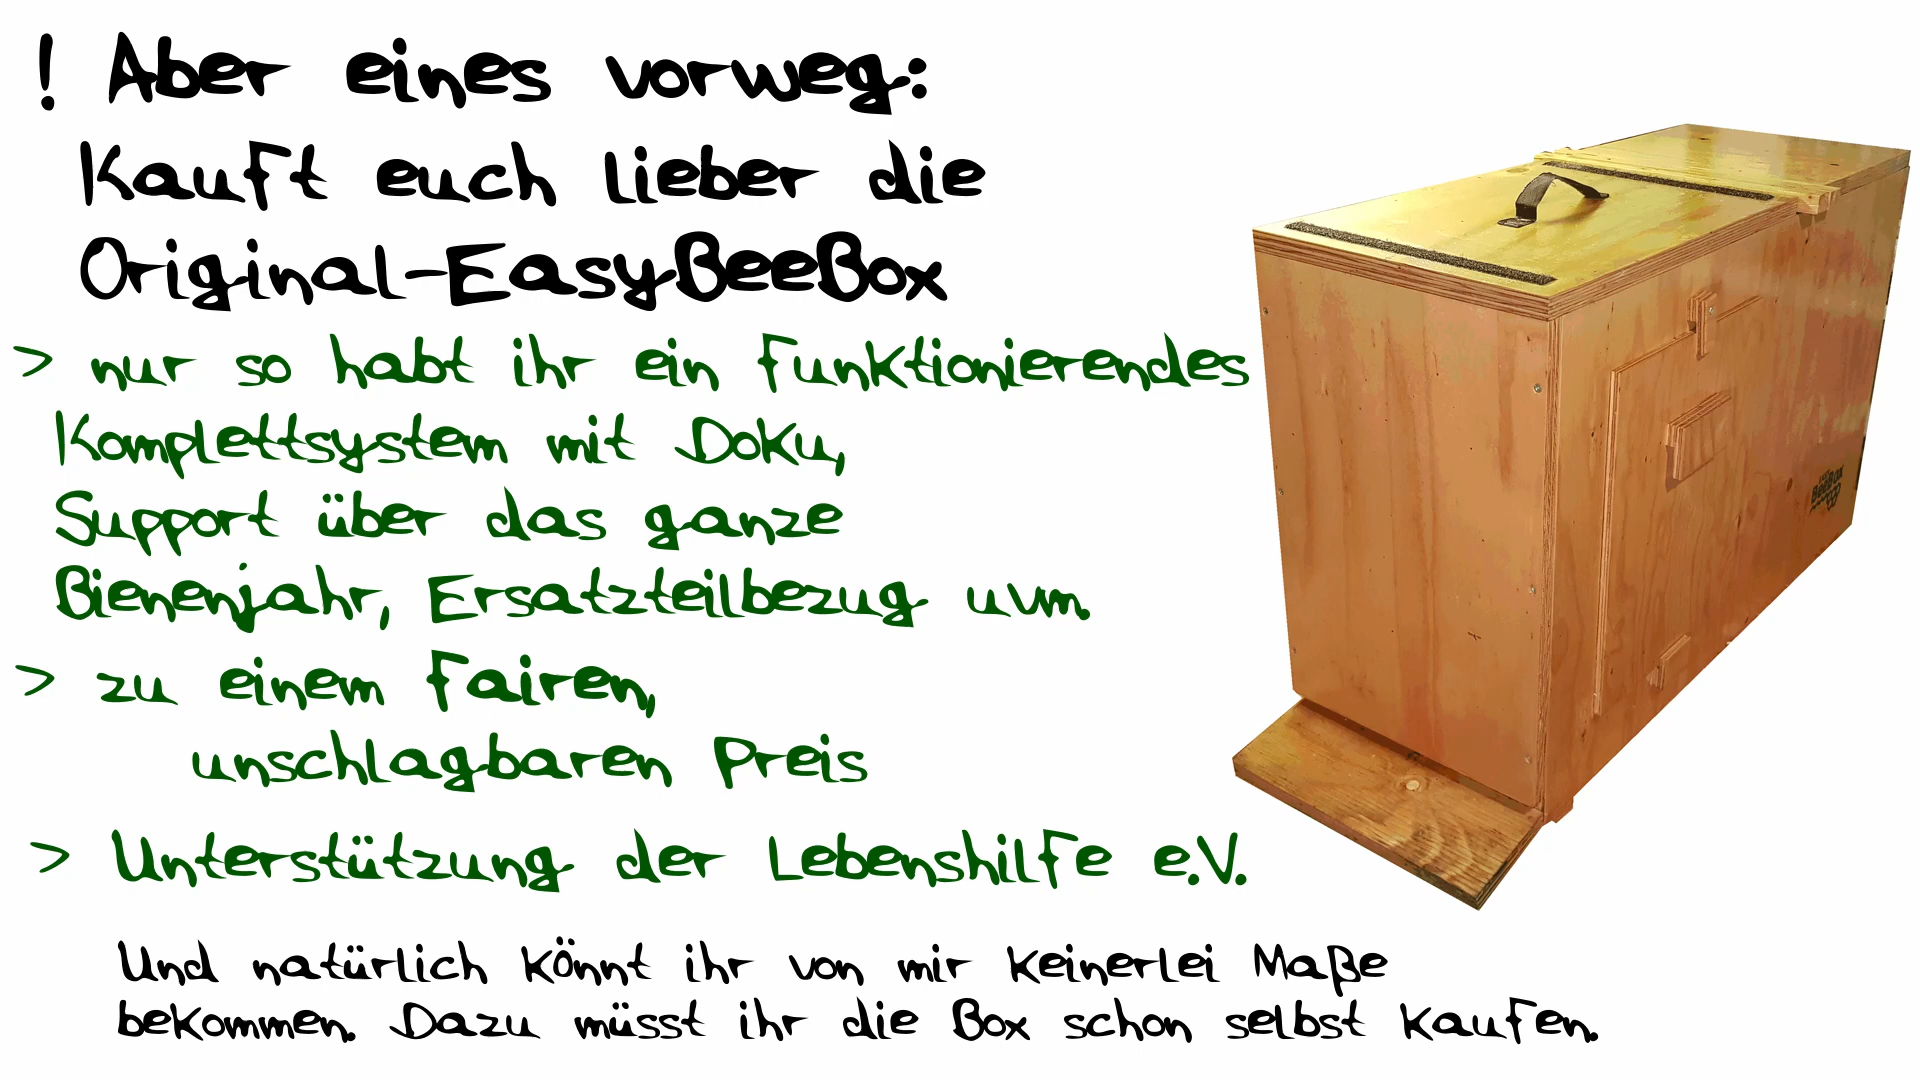 ! Aber eines vorweg:
Kauft euch lieber die
Original-EasyBeeBox
> nur so habt ihr ein funktionierendes
Komplettsystem mit Doku,
Support über das ganze
Bienenjahr, Ersatzteilbezug uvm.
> zu einem fairen,
unschlagbaren Preis
> Unterstützung der Lebenshilfe e.V.
Und natürlich könnt ihr von mir keinerlei Maße
bekommen. Dazu müsst ihr die Box schon selbst kaufen.
BeeBox